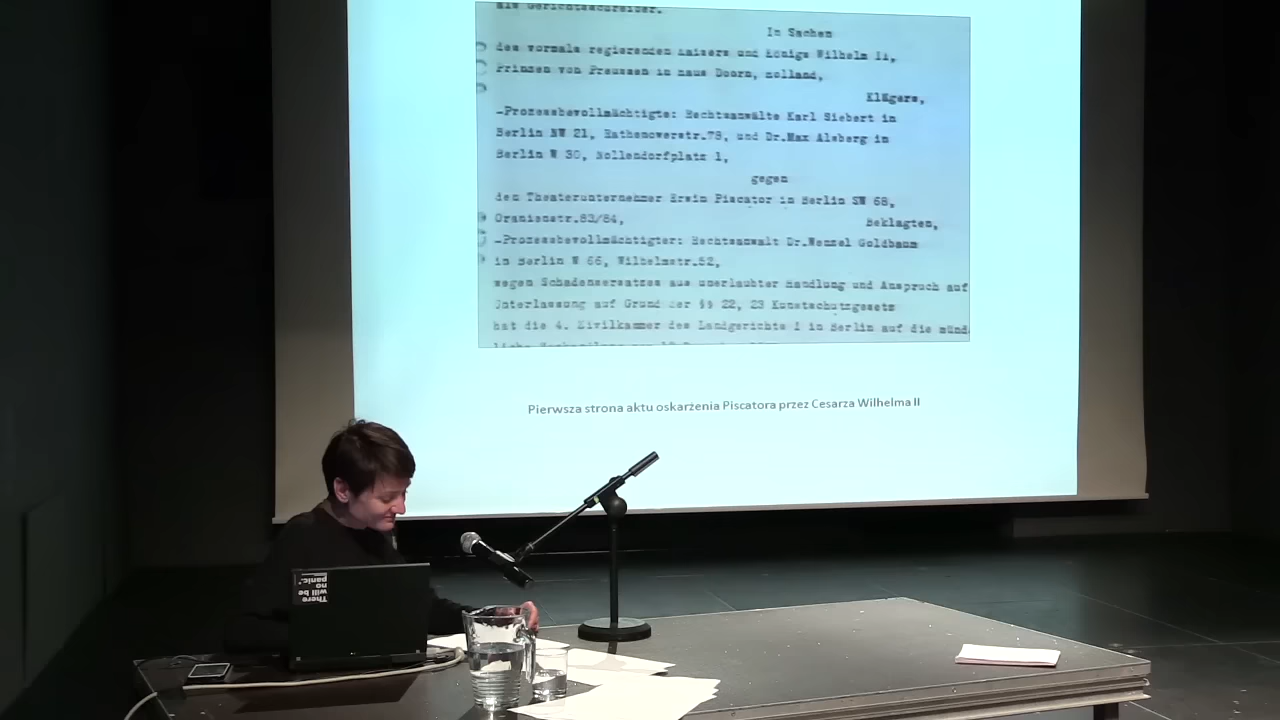 als Gerichtsschreiber.
In Sachen
des vormals regierenden Kaisers und Königs Wilhelm II,
Prinzen von Preussen in Haus Doorn, Holland,
Klägers,
-Prozessbevollmächtigte: Rechtsanwälte Karl Siebert in
Berlin NW 21, Rathenowerstr.78, und Dr.Max Alsberg in
Berlin W 30, Nollendorfplatz 1,
gegen
den Theaterunternehmer Erwin Piscator in Berlin SW 68,
Oranienstr.83/84,
Beklagten,
-Prozessbevollmächtigter: Rechtsanwalt Dr.Wenzel Goldbaum
in Berlin W 66, Wilhelmstr.52,
wegen Schadensersatzes aus unerlaubter Handlung und Anspruch auf
Unterlassung auf Grund der §§ 22, 23 Kunstschutzgesetz
hat die 4. Zivilkammer des Landgerichts I in Berlin auf die münd
Pierwsza strona aktu oskarżenia Piscatora przez Cesarza Wilhelma II
There
will be
no
panic.